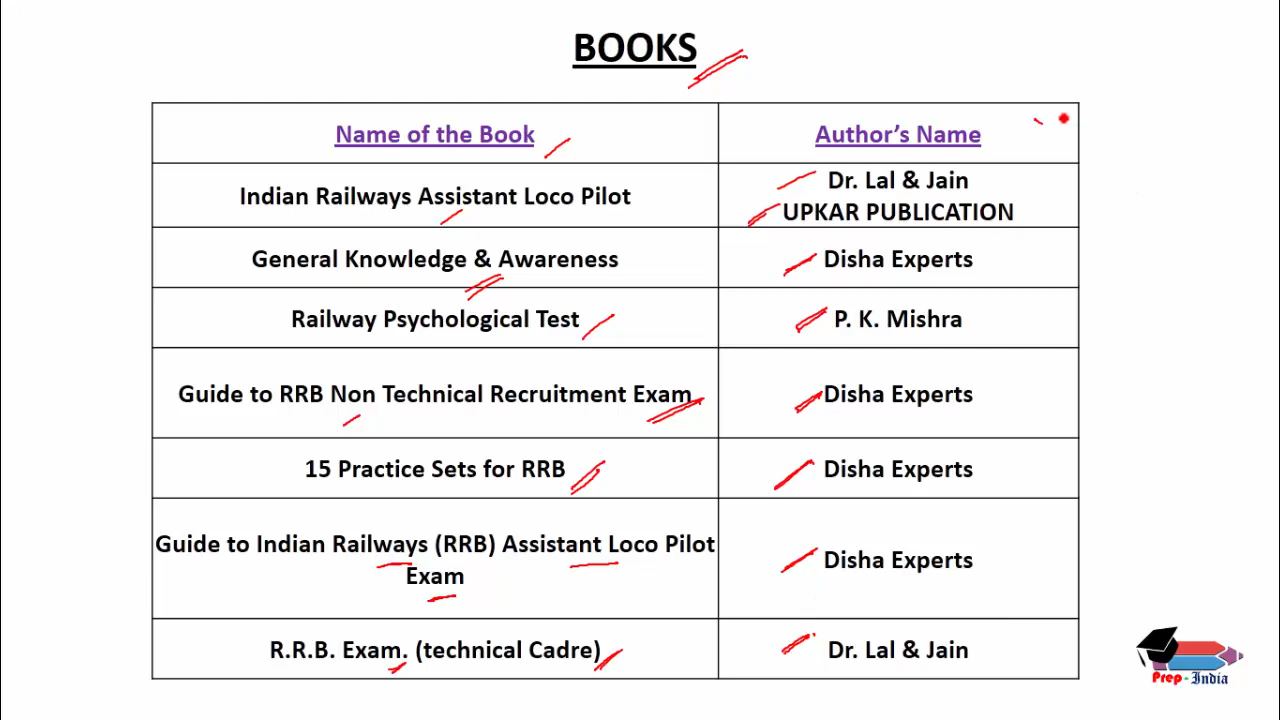 BOOKS
Name of the Book
Author's Name
Indian Railways Assistant Loco Pilot
Dr. Lal & Jain
UPKAR PUBLICATION
General Knowledge & Awareness
Disha Experts
Railway Psychological Test
P. K. Mishra
Guide to RRB Non Technical Recruitment Exam
Disha Experts
15 Practice Sets for RRB
Disha Experts
Guide to Indian Railways (RRB) Assistant Loco Pilot
Exam
Disha Experts
R.R.B. Exam. (technical Cadre)
Dr. Lal & Jain
Prep-India